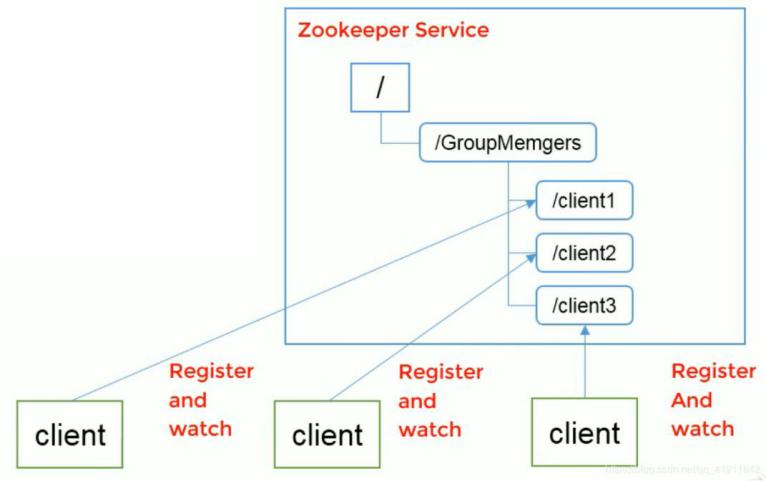 Zookeeper Service
/
/GroupMemgers
/client1
/client2
/client3
Register
and
watch
Register
and
watch
Register
And
watch
client
client
client